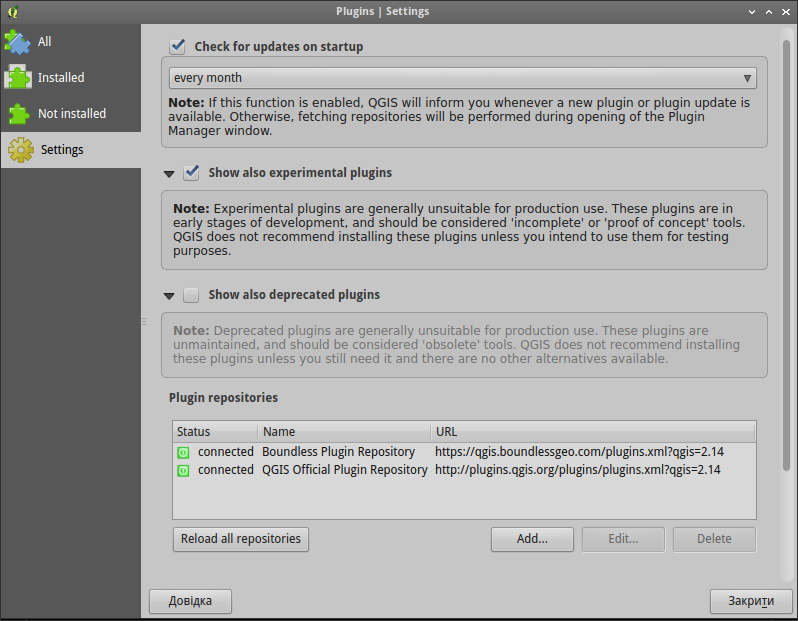 Plugins | Settings
All
Installed
Not installed
Settings
Check for updates on startup
every month
Note: If this function is enabled, QGIS will inform you whenever a new plugin or plugin update is
available. Otherwise, fetching repositories will be performed during opening of the Plugin
Manager window.
Show also experimental plugins
Note: Experimental plugins are generally unsuitable for production use. These plugins are in
early stages of development, and should be considered 'incomplete' or 'proof of concept' tools.
QGIS does not recommend installing these plugins unless you intend to use them for testing
purposes.
Show also deprecated plugins
Note: Deprecated plugins are generally unsuitable for production use. These plugins are
unmaintained, and should be considered 'obsolete' tools. QGIS does not recommend installing
these plugins unless you still need it and there are no other alternatives available.
Plugin repositories
Status Name URL
connected Boundless Plugin Repository https://qgis.boundlessgeo.com/plugins.xml?qgis=2.14
connected QGIS Official Plugin Repository http://plugins.qgis.org/plugins/plugins.xml?qgis=2.14
Reload all repositories Add... Edit... Delete
Довідка Закрити